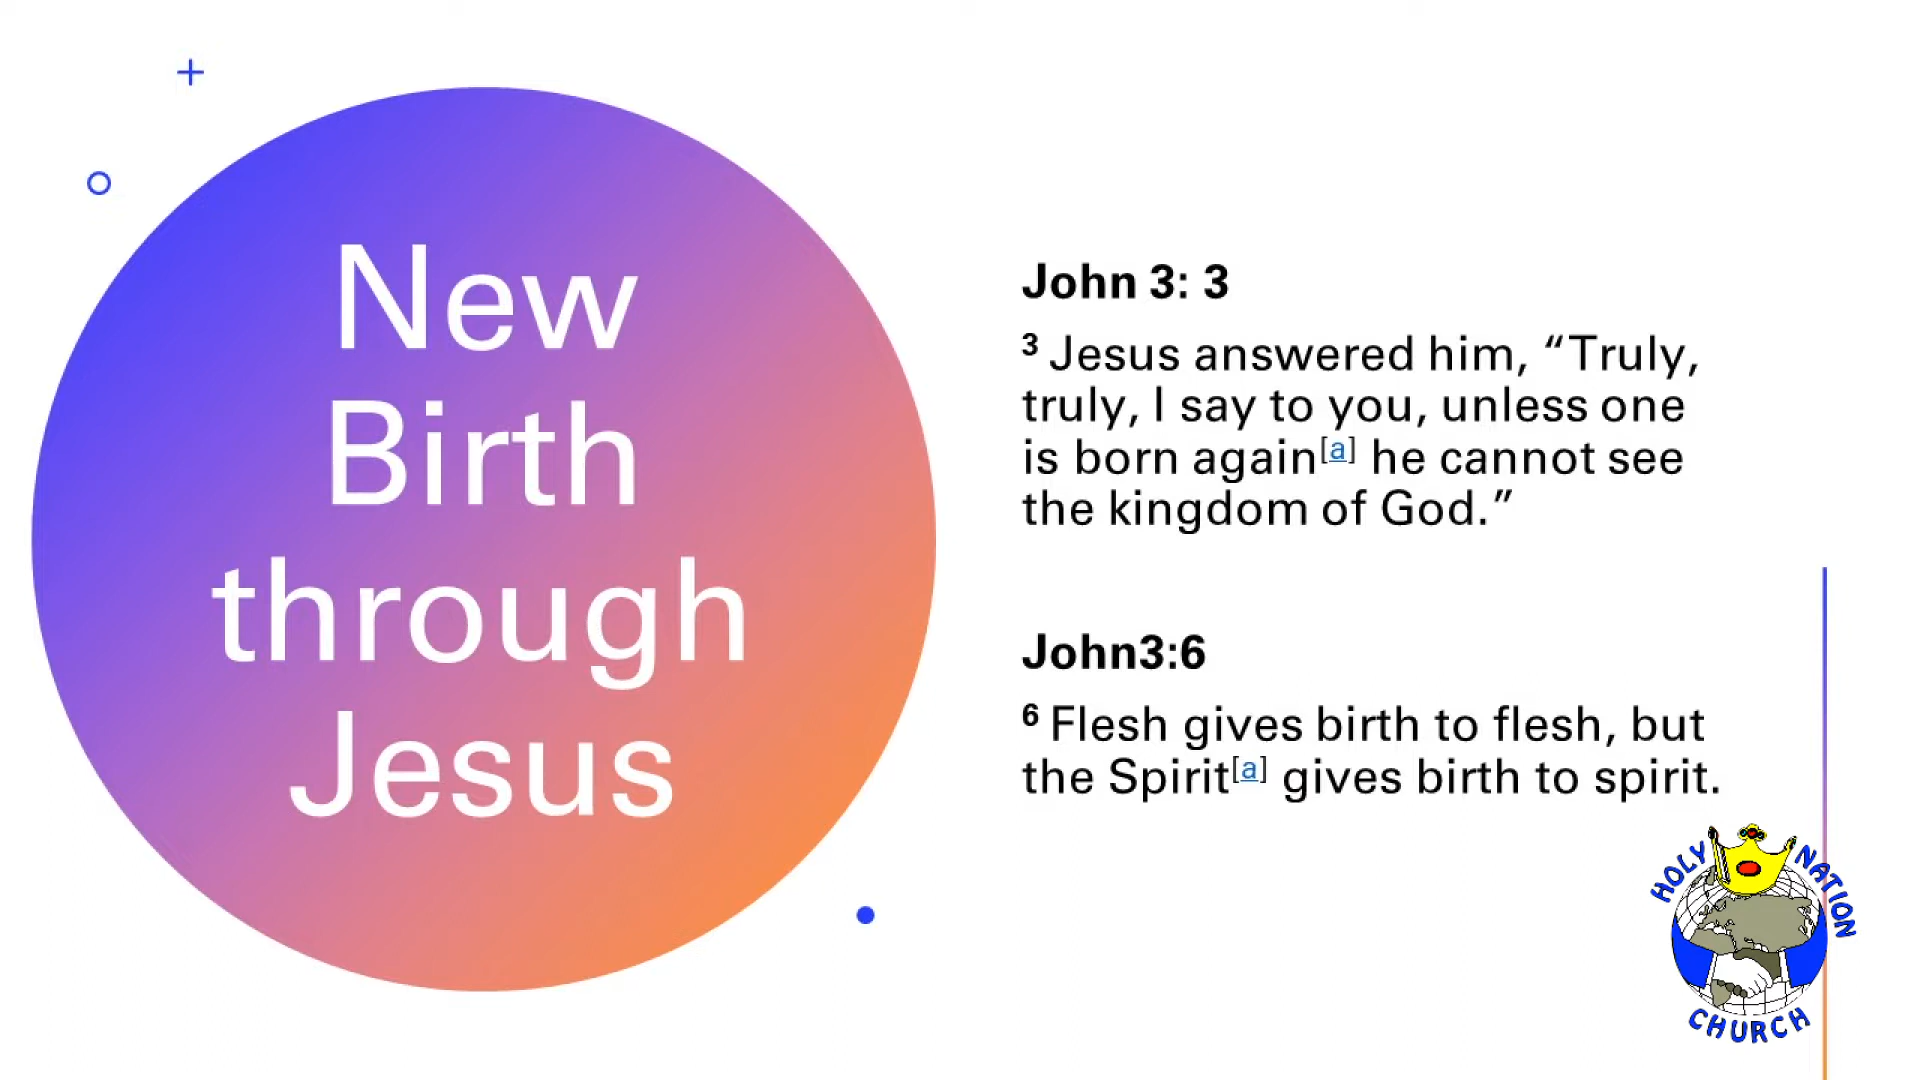 New
Birth
through
Jesus
John 3: 3
3 Jesus answered him, “Truly,
truly, I say to you, unless one
is born again[a] he cannot see
the kingdom of God.”
John3:6
6 Flesh gives birth to flesh, but
the Spirit[a] gives birth to spirit.
HOLY NATION
CHURCH